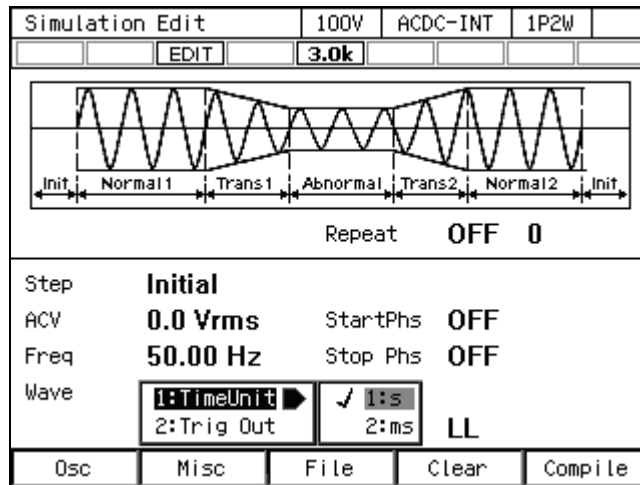 Simulation Edit 100V ACDC-INT 1P2W
EDIT 3.0k
Init Normal1 Trans1 Abnormal Trans2 Normal2 Init
Repeat OFF 0
Step Initial
ACV 0.0 Vrms StartPhs OFF
Freq 50.00 Hz Stop Phs OFF
Wave 1:TimeUnit ✓ 1:s
2:Trig Out 2:ms LL
Osc Misc File Clear Compile